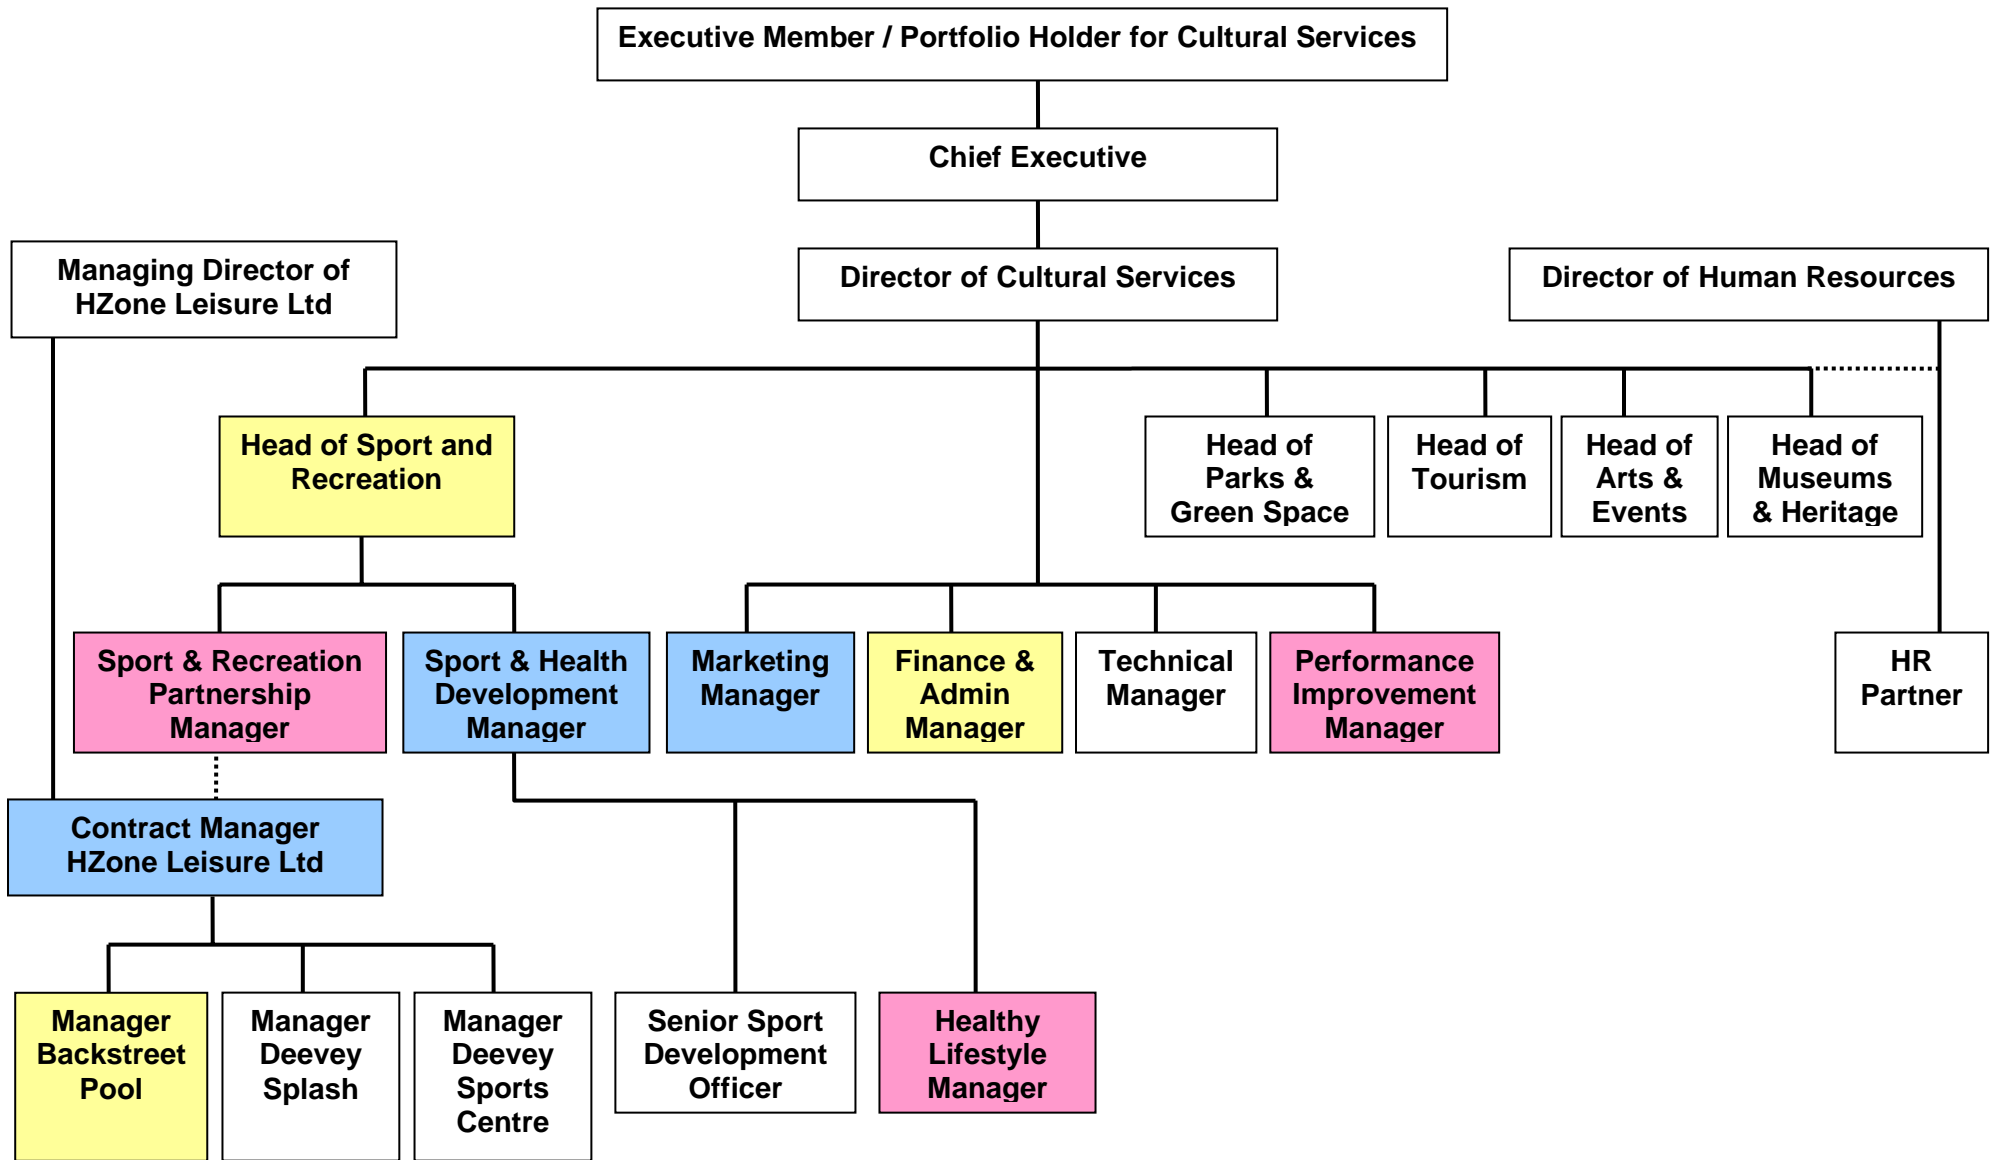 Executive Member / Portfolio Holder for Cultural Services
Chief Executive
Managing Director of
HZone Leisure Ltd
Director of Cultural Services
Director of Human Resources
Head of Sport and
Recreation
Head of
Parks &
Green Space
Head of
Tourism
Head of
Arts &
Events
Head of
Museums
& Heritage
Sport & Recreation
Partnership
Manager
Sport & Health
Development
Manager
Marketing
Manager
Finance &
Admin
Manager
Technical
Manager
Performance
Improvement
Manager
HR
Partner
Contract Manager
HZone Leisure Ltd
Manager
Backstreet
Pool
Manager
Deevey
Splash
Manager
Deevey
Sports
Centre
Senior Sport
Development
Officer
Healthy
Lifestyle
Manager